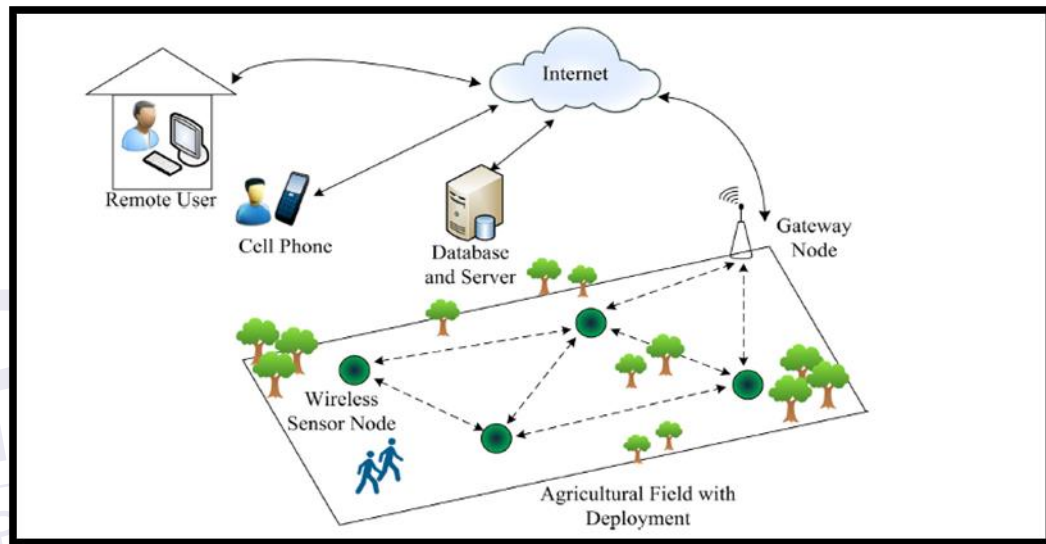 Internet
Remote User
Cell Phone
Database
and Server
Gateway
Node
Wireless
Sensor Node
Agricultural Field with
Deployment